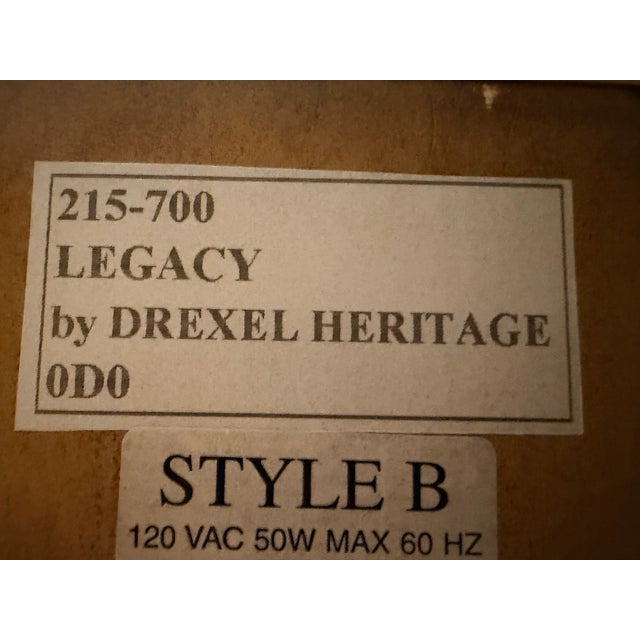 215-700
LEGACY
by DREXEL HERITAGE
0D0
STYLE B
120 VAC 50W MAX 60 HZ